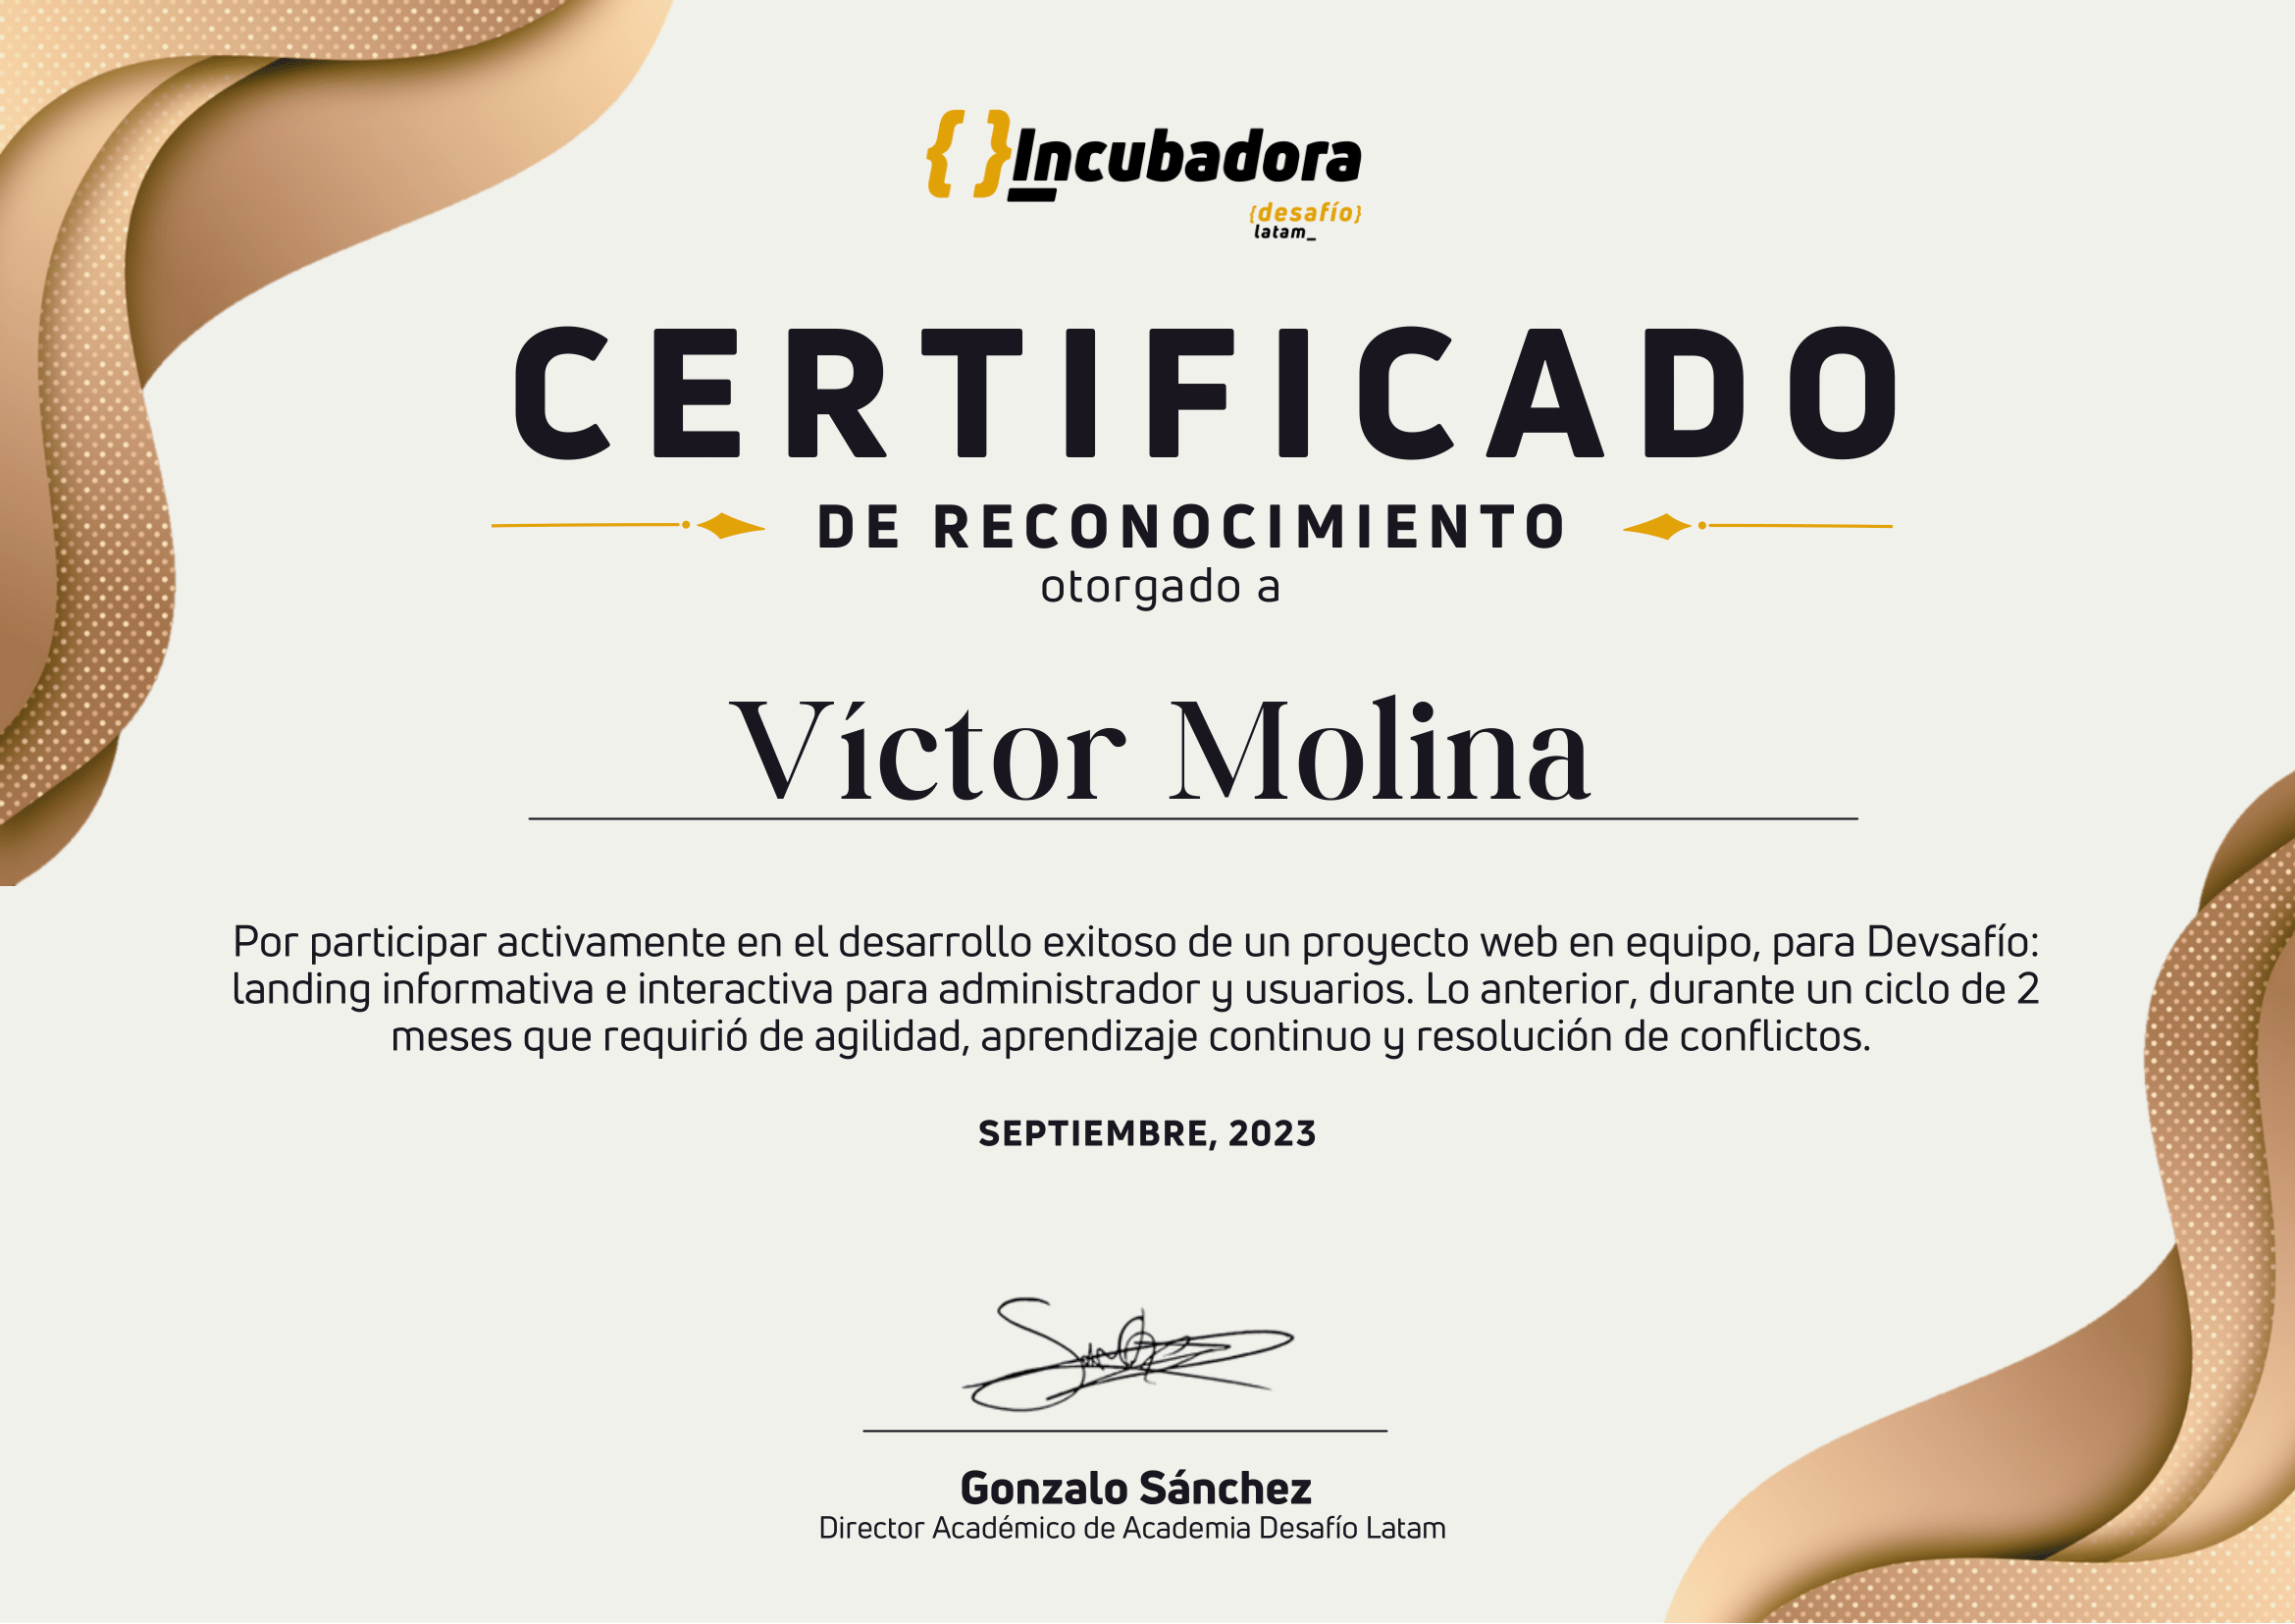 { }Incubadora
{desafío}
latam_
CERTIFICADO
DE RECONOCIMIENTO
otorgado a
Víctor Molina
Por participar activamente en el desarrollo exitoso de un proyecto web en equipo, para Devsafío:
landing informativa e interactiva para administrador y usuarios. Lo anterior, durante un ciclo de 2
meses que requirió de agilidad, aprendizaje continuo y resolución de conflictos.
SEPTIEMBRE, 2023
Gonzalo Sánchez
Director Académico de Academia Desafío Latam